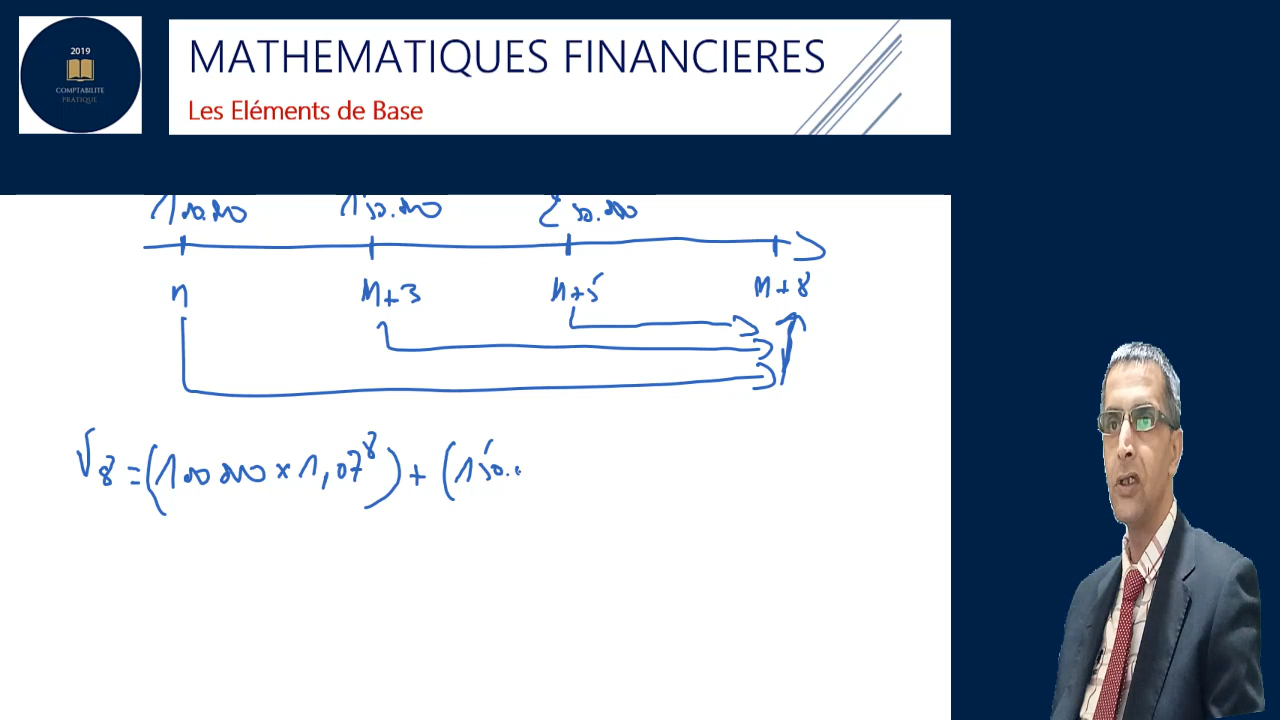 2019
COMPTABILITE
PRATIQUE
MATHEMATIQUES FINANCIERES
Les Eléments de Base
100.000 150.000 250.000
n n+3 n+5 n+8
V8 = (100 000 × 1,07^8) + (150.0